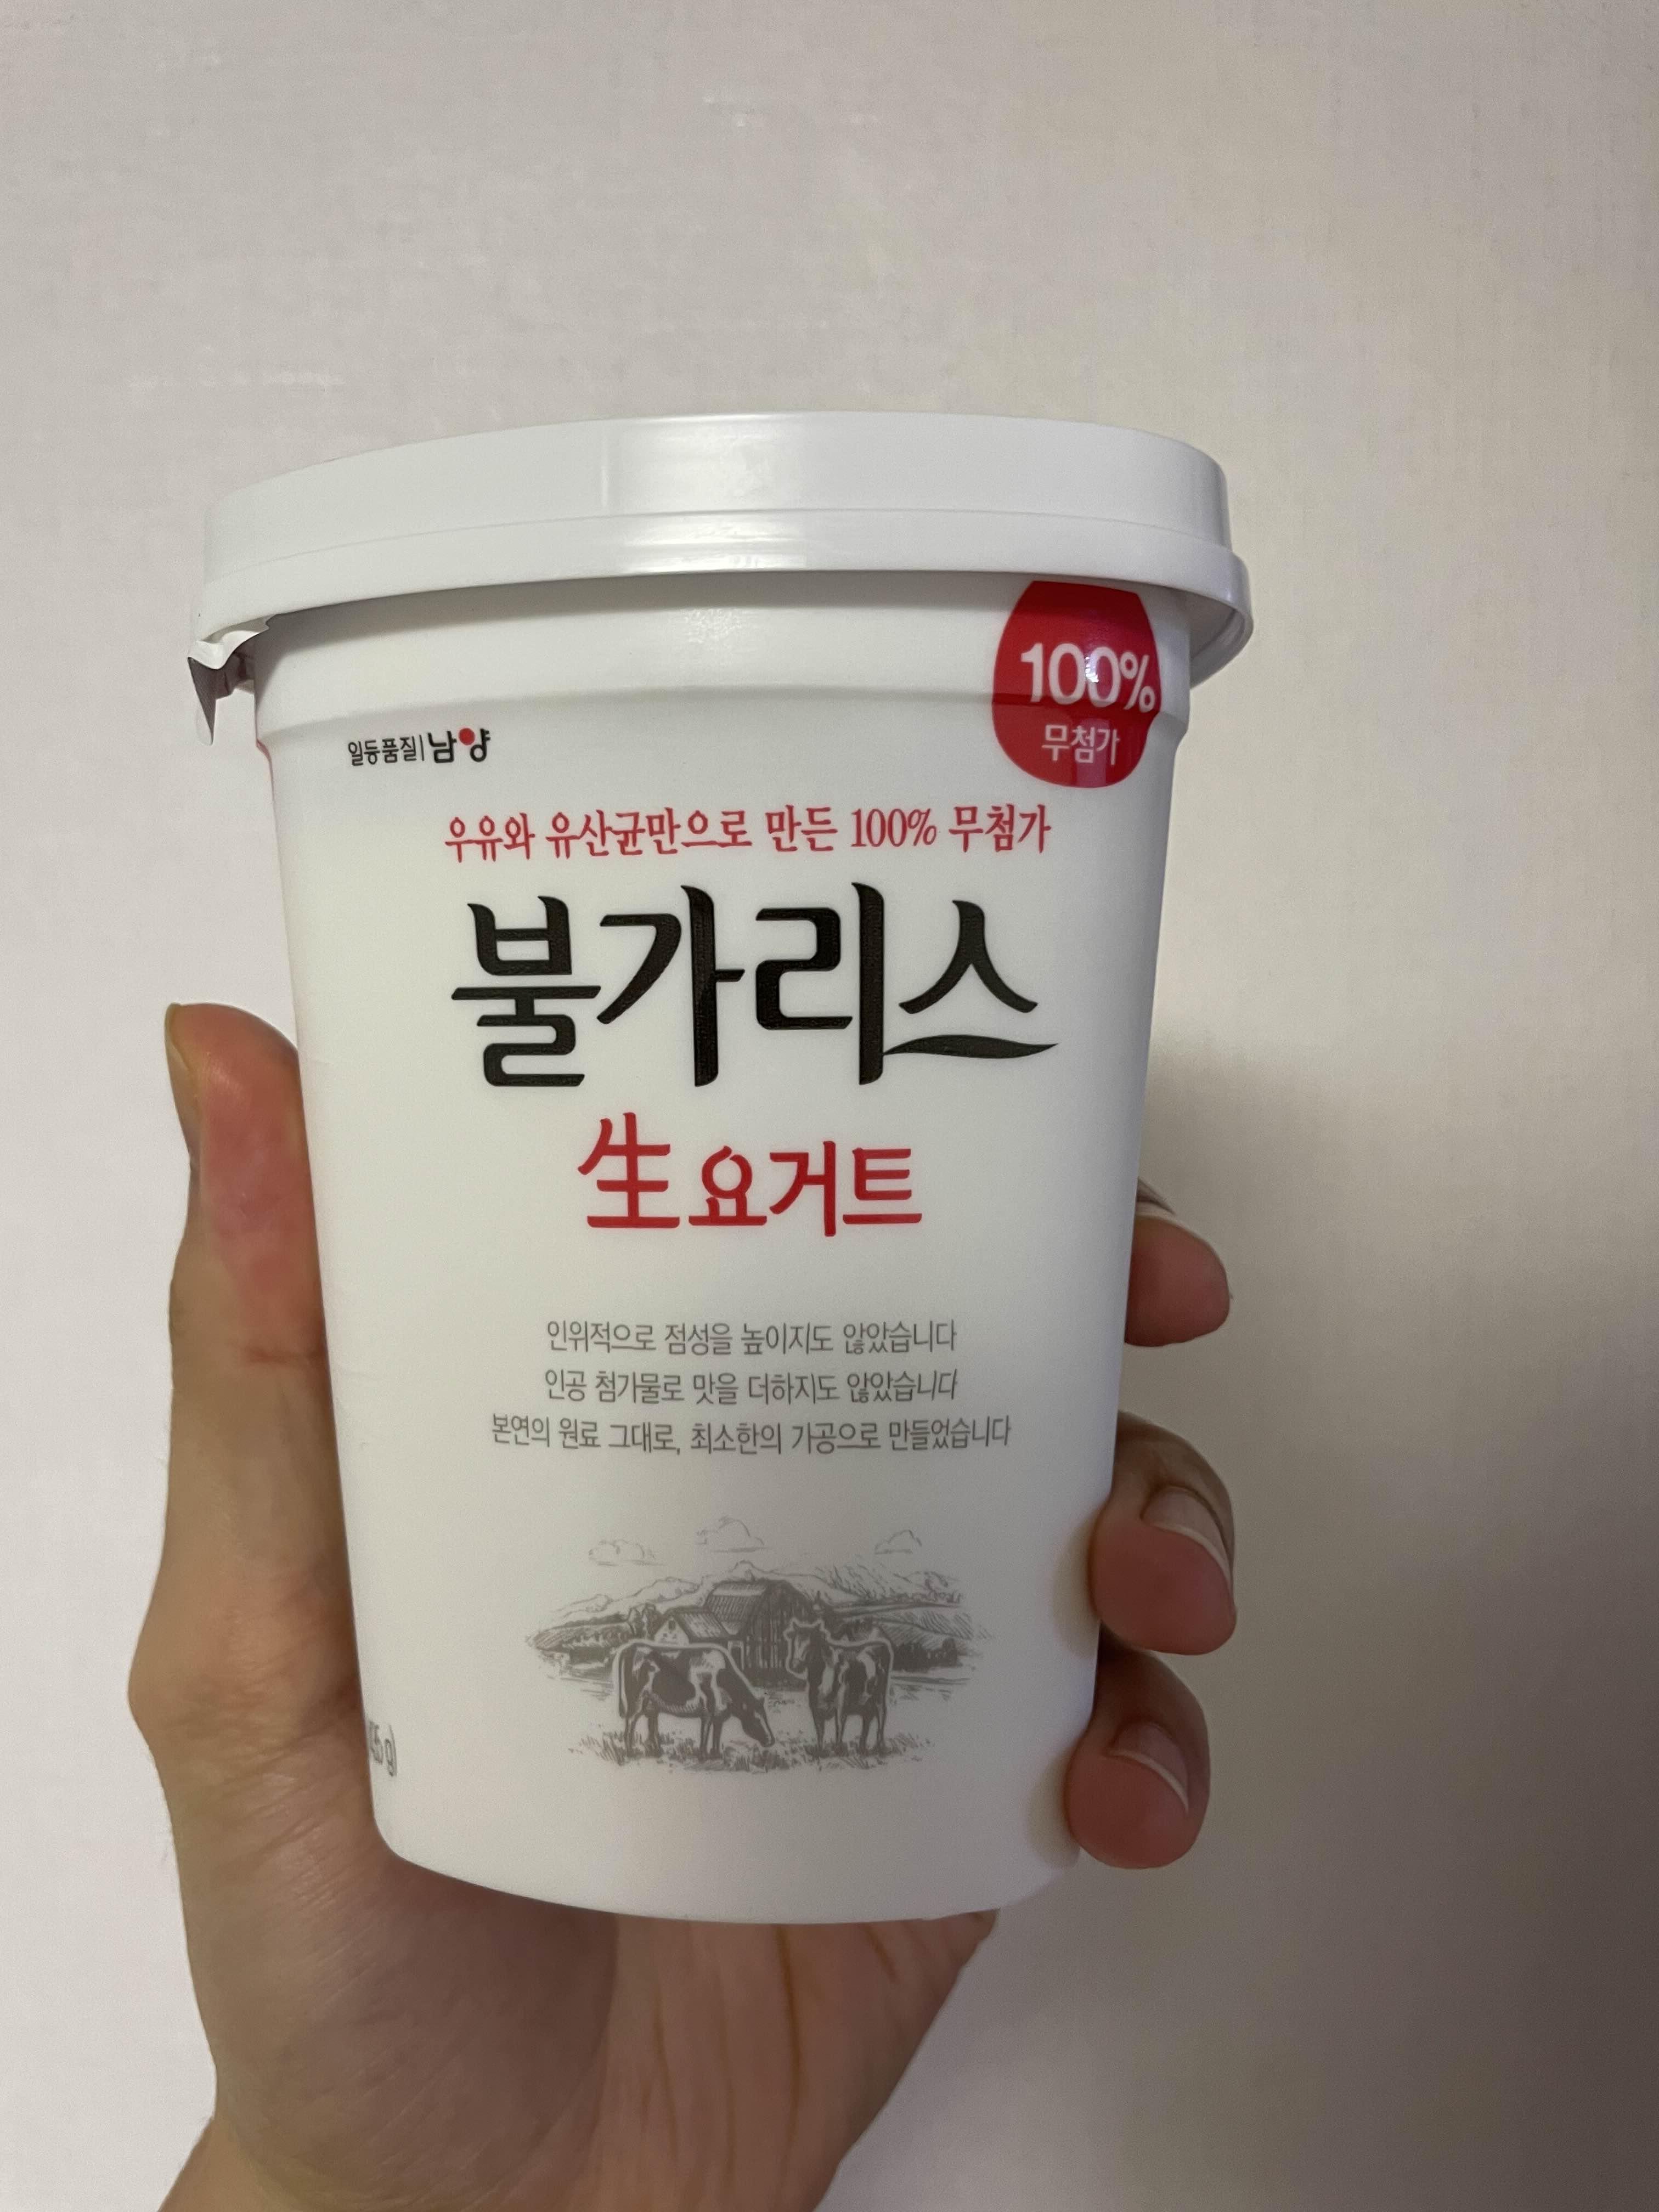 100%
무첨가
일등품질 남양
우유와 유산균만으로 만든 100% 무첨가
불가리스
生요거트
인위적으로 점성을 높이지도 않았습니다
인공 첨가물로 맛을 더하지도 않았습니다
본연의 원료 그대로, 최소한의 가공으로 만들었습니다